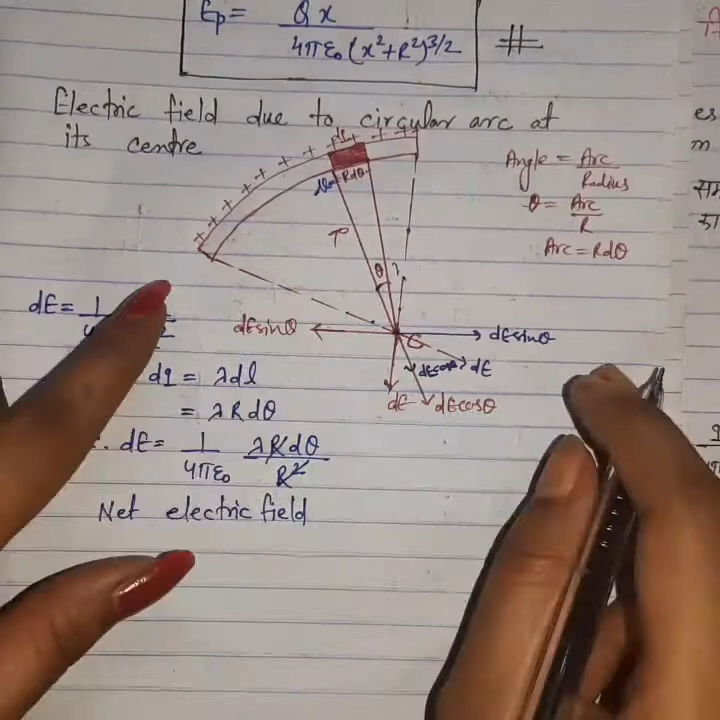 Ep = Qx / 4πε₀(x²+R²)3/2 #
Electric field due to circular arc at
its centre
dl
+ + + + + + + + + + +
Rdθ
Angle = Arc / Radius
θ = Arc / R
Arc = Rdθ
es
m
r
θ
dE = 1
dEsinθ
dEsinθ
dEcosθ dE
dE dEcosθ
dq = λdl
= λRdθ
∴ dE = 1 / 4πε₀ λRdθ / R²
Net electric field